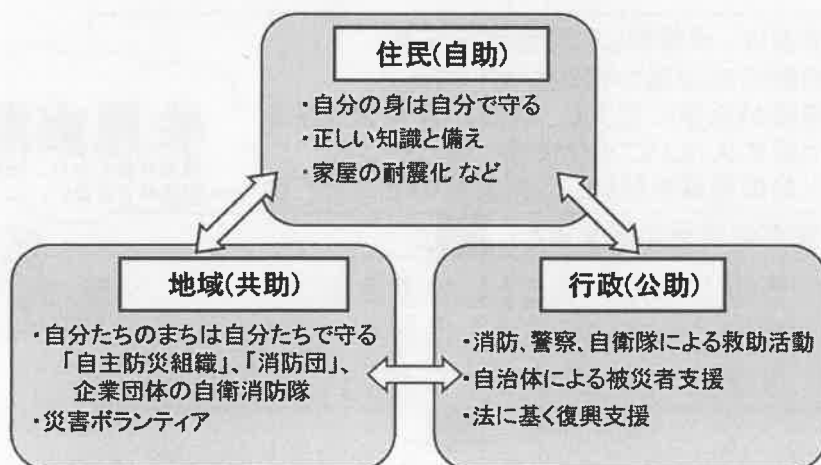 住民(自助)
・自分の身は自分で守る
・正しい知識と備え
・家屋の耐震化 など
地域(共助)
・自分たちのまちは自分たちで守る
「自主防災組織」、「消防団」、
企業団体の自衛消防隊
・災害ボランティア
行政(公助)
・消防、警察、自衛隊による救助活動
・自治体による被災者支援
・法に基く復興支援